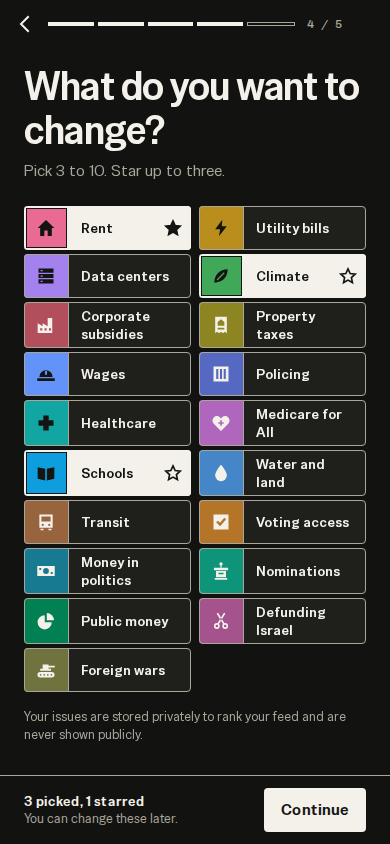 4 / 5
What do you want to
change?
Pick 3 to 10. Star up to three.
Rent
Utility bills
Data centers
Climate
Corporate
subsidies
Property
taxes
Wages
Policing
Healthcare
Medicare for
All
Schools
Water and
land
Transit
Voting access
Money in
politics
Nominations
Public money
Defunding
Israel
Foreign wars
Your issues are stored privately to rank your feed and are
never shown publicly.
3 picked, 1 starred
You can change these later.
Continue